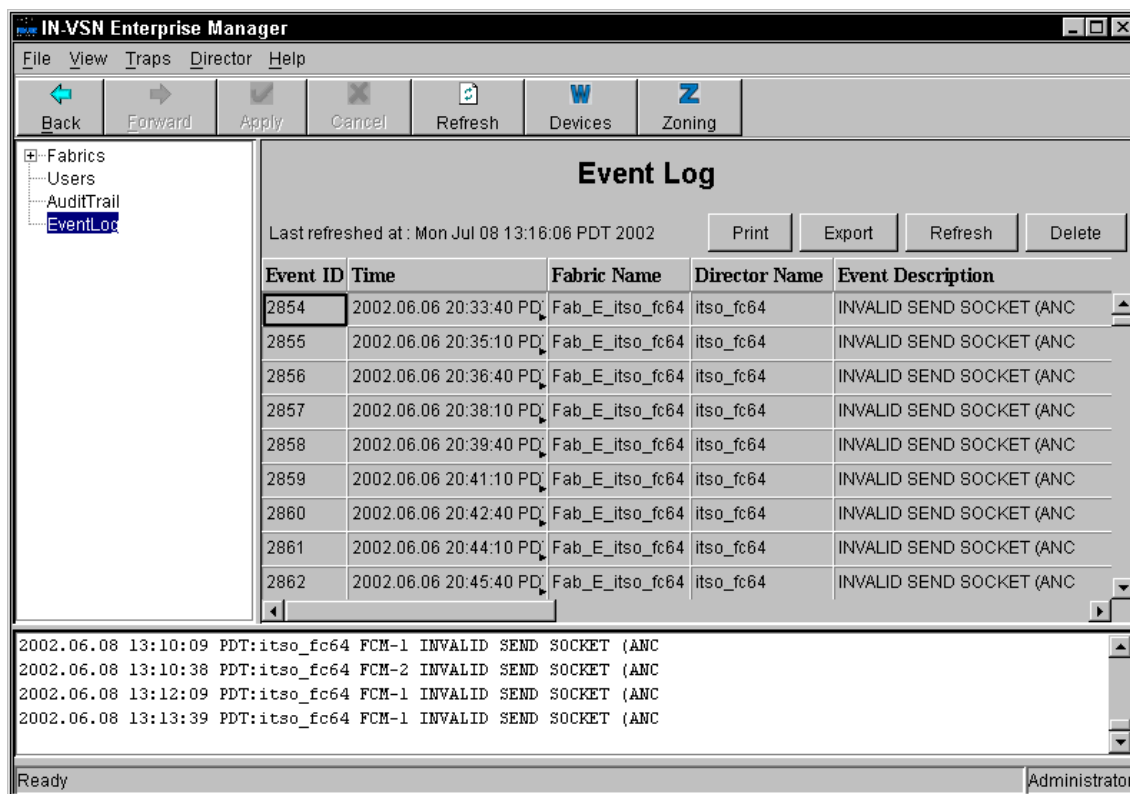 IN-VSN Enterprise Manager
File View Traps Director Help
Back Forward Apply Cancel Refresh Devices Zoning
Fabrics
Users
AuditTrail
EventLog
Event Log
Last refreshed at : Mon Jul 08 13:16:06 PDT 2002 Print Export Refresh Delete
Event ID Time Fabric Name Director Name Event Description
2854 2002.06.06 20:33:40 PD Fab_E_itso_fc64 itso_fc64 INVALID SEND SOCKET (ANC
2855 2002.06.06 20:35:10 PD Fab_E_itso_fc64 itso_fc64 INVALID SEND SOCKET (ANC
2856 2002.06.06 20:36:40 PD Fab_E_itso_fc64 itso_fc64 INVALID SEND SOCKET (ANC
2857 2002.06.06 20:38:10 PD Fab_E_itso_fc64 itso_fc64 INVALID SEND SOCKET (ANC
2858 2002.06.06 20:39:40 PD Fab_E_itso_fc64 itso_fc64 INVALID SEND SOCKET (ANC
2859 2002.06.06 20:41:10 PD Fab_E_itso_fc64 itso_fc64 INVALID SEND SOCKET (ANC
2860 2002.06.06 20:42:40 PD Fab_E_itso_fc64 itso_fc64 INVALID SEND SOCKET (ANC
2861 2002.06.06 20:44:10 PD Fab_E_itso_fc64 itso_fc64 INVALID SEND SOCKET (ANC
2862 2002.06.06 20:45:40 PD Fab_E_itso_fc64 itso_fc64 INVALID SEND SOCKET (ANC
2002.06.08 13:10:09 PDT:itso_fc64 FCM-1 INVALID SEND SOCKET (ANC
2002.06.08 13:10:38 PDT:itso_fc64 FCM-2 INVALID SEND SOCKET (ANC
2002.06.08 13:12:09 PDT:itso_fc64 FCM-1 INVALID SEND SOCKET (ANC
2002.06.08 13:13:39 PDT:itso_fc64 FCM-1 INVALID SEND SOCKET (ANC
Ready Administrator